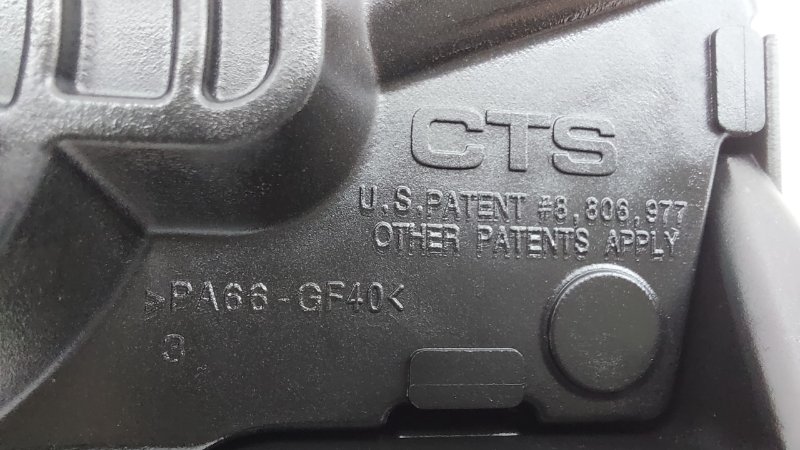 CTS
U.S.PATENT #8,806,977
OTHER PATENTS APPLY
>PA66-GF40<
3